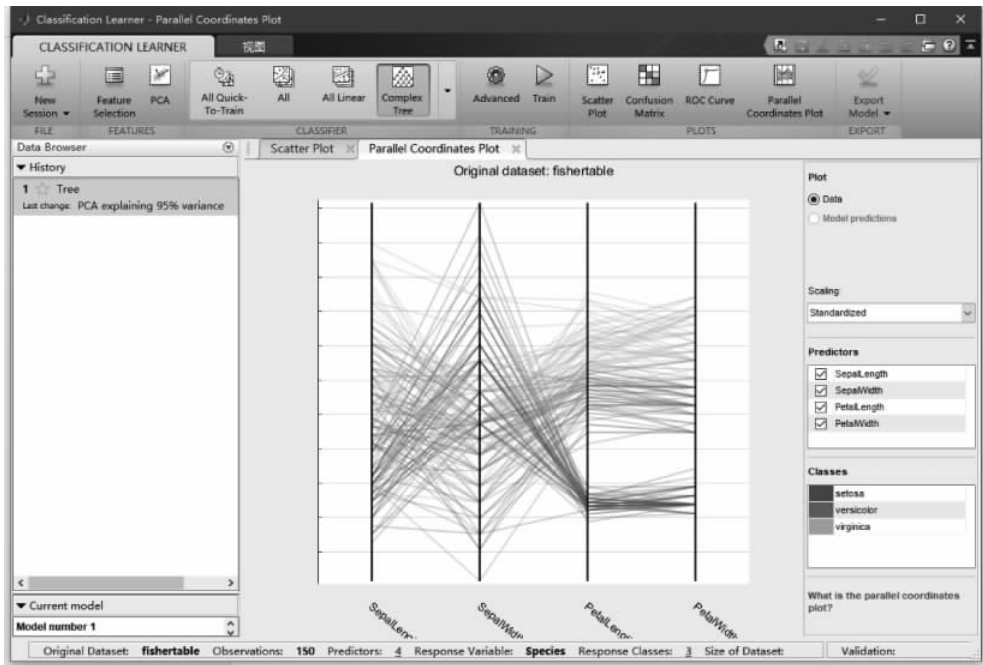 Classification Learner - Parallel Coordinates Plot
CLASSIFICATION LEARNER 视图
New Session
Feature Selection
PCA
All Quick-To-Train
All
All Linear
Complex Tree
Advanced
Train
Scatter Plot
Confusion Matrix
ROC Curve
Parallel Coordinates Plot
Export Model
FILE FEATURES CLASSIFIER TRAINING PLOTS EXPORT
Data Browser
Scatter Plot Parallel Coordinates Plot
History
1 Tree
Last change: PCA explaining 95% variance
Original dataset: fishertable
SepalLeng
SepalWidth
PetalLeng
PetalWidth
Plot
Data
Model predictions
Scaling
Standardized
Predictors
SepalLength
SepalWidth
PetalLength
PetalWidth
Classes
setosa
versicolor
virginica
What is the parallel coordinates
plot?
Current model
Model number 1
Original Dataset: fishertable Observations: 150 Predictors: 4 Response Variable: Species Response Classes: 3 Size of Dataset: Validation: